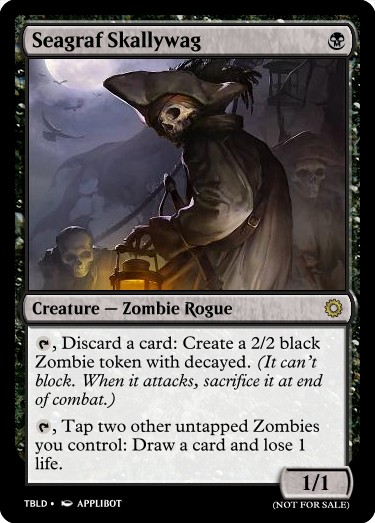 Seagraf Skallywag
Creature — Zombie Rogue
, Discard a card: Create a 2/2 black
Zombie token with decayed. (It can't
block. When it attacks, sacrifice it at end
of combat.)
, Tap two other untapped Zombies
you control: Draw a card and lose 1
life.
1/1
TBLD • APPLIBOT
(NOT FOR SALE)